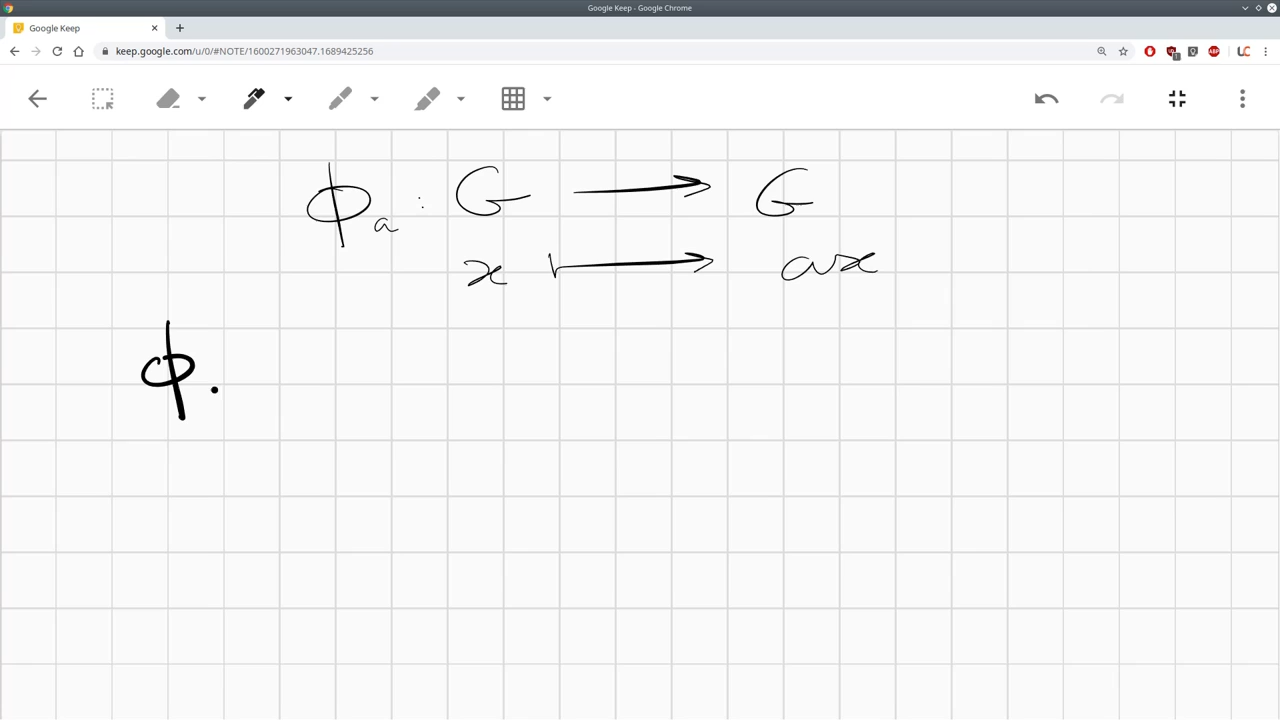 Google Keep - Google Chrome
Google Keep
keep.google.com/u/0/#NOTE/1600271963047.1689425256
ϕₐ : G ⟶ G
x ⟼ ax
ϕ.